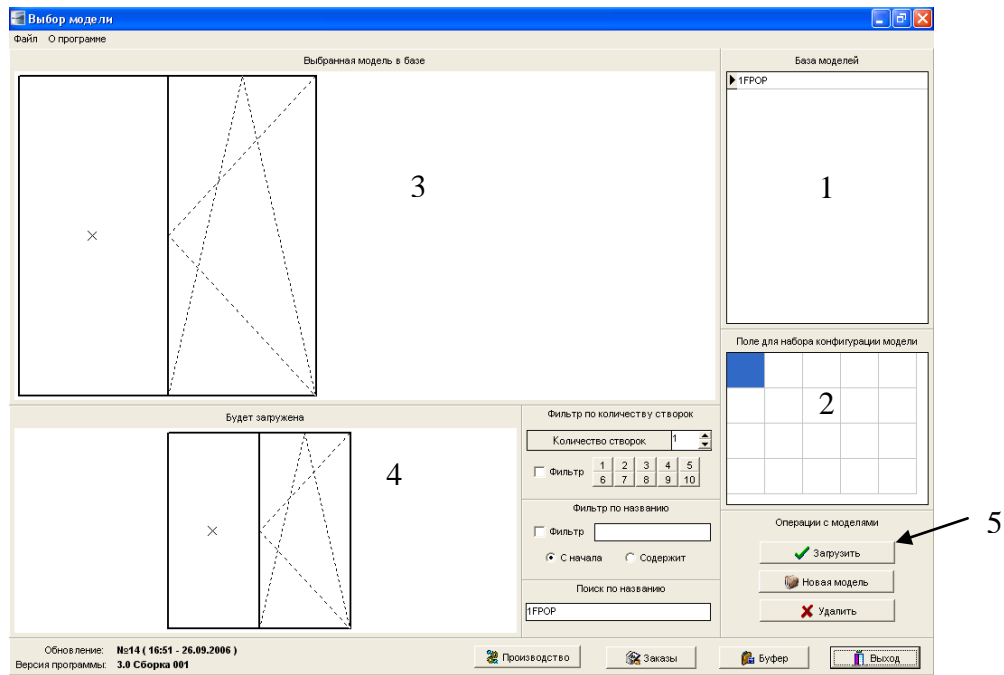 Выбор модели
Файл О программе
Выбранная модель в базе
База моделей
1FPOP
3
1
Поле для набора конфигурации модели
2
Будет загружена
4
Фильтр по количеству створок
Количество створок 1
Фильтр 1 2 3 4 5
6 7 8 9 10
Фильтр по названию
Фильтр
С начала Содержит
Поиск по названию
1FPOP
Операции с моделями
5
Загрузить
Новая модель
Удалить
Обновление: №14 ( 16:51 - 26.09.2006 )
Версия программы: 3.0 Сборка 001
Производство Заказы Буфер Выход